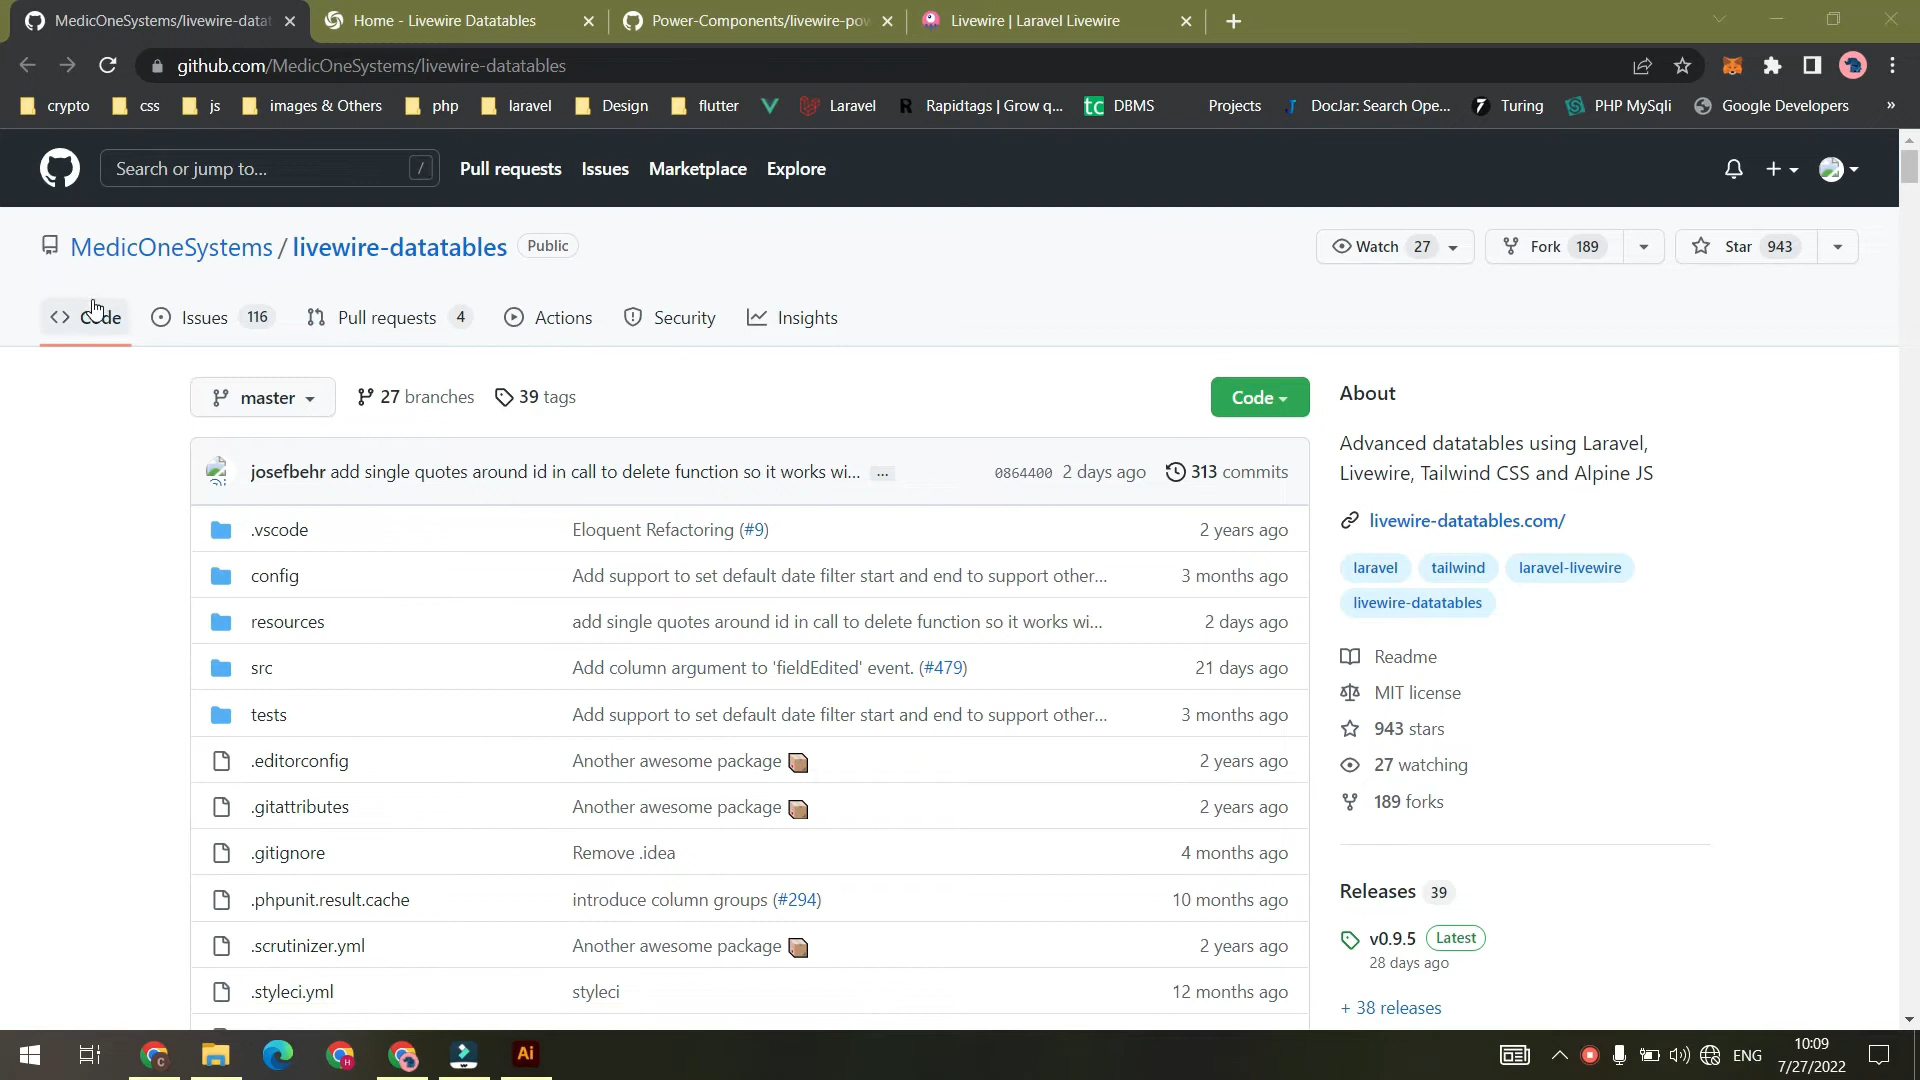 MedicOneSystems/livewire-datat
Home - Livewire Datatables
Power-Components/livewire-pow
Livewire | Laravel Livewire
github.com/MedicOneSystems/livewire-datatables
crypto css js images & Others php laravel Design flutter Laravel Rapidtags | Grow q... DBMS Projects DocJar: Search Ope... Turing PHP MySqli Google Developers »
Search or jump to... / Pull requests Issues Marketplace Explore
MedicOneSystems / livewire-datatables Public
Watch 27 Fork 189 Star 943
Code Issues 116 Pull requests 4 Actions Security Insights
master 27 branches 39 tags Code
josefbehr add single quotes around id in call to delete function so it works wi... ... 0864400 2 days ago 313 commits
.vscode Eloquent Refactoring (#9) 2 years ago
config Add support to set default date filter start and end to support other... 3 months ago
resources add single quotes around id in call to delete function so it works wi... 2 days ago
src Add column argument to 'fieldEdited' event. (#479) 21 days ago
tests Add support to set default date filter start and end to support other... 3 months ago
.editorconfig Another awesome package 2 years ago
.gitattributes Another awesome package 2 years ago
.gitignore Remove .idea 4 months ago
.phpunit.result.cache introduce column groups (#294) 10 months ago
.scrutinizer.yml Another awesome package 2 years ago
.styleci.yml styleci 12 months ago
About
Advanced datatables using Laravel,
Livewire, Tailwind CSS and Alpine JS
livewire-datatables.com/
laravel tailwind laravel-livewire
livewire-datatables
Readme
MIT license
943 stars
27 watching
189 forks
Releases 39
v0.9.5 Latest
28 days ago
+ 38 releases
C H Ai
ENG
10:09
7/27/2022